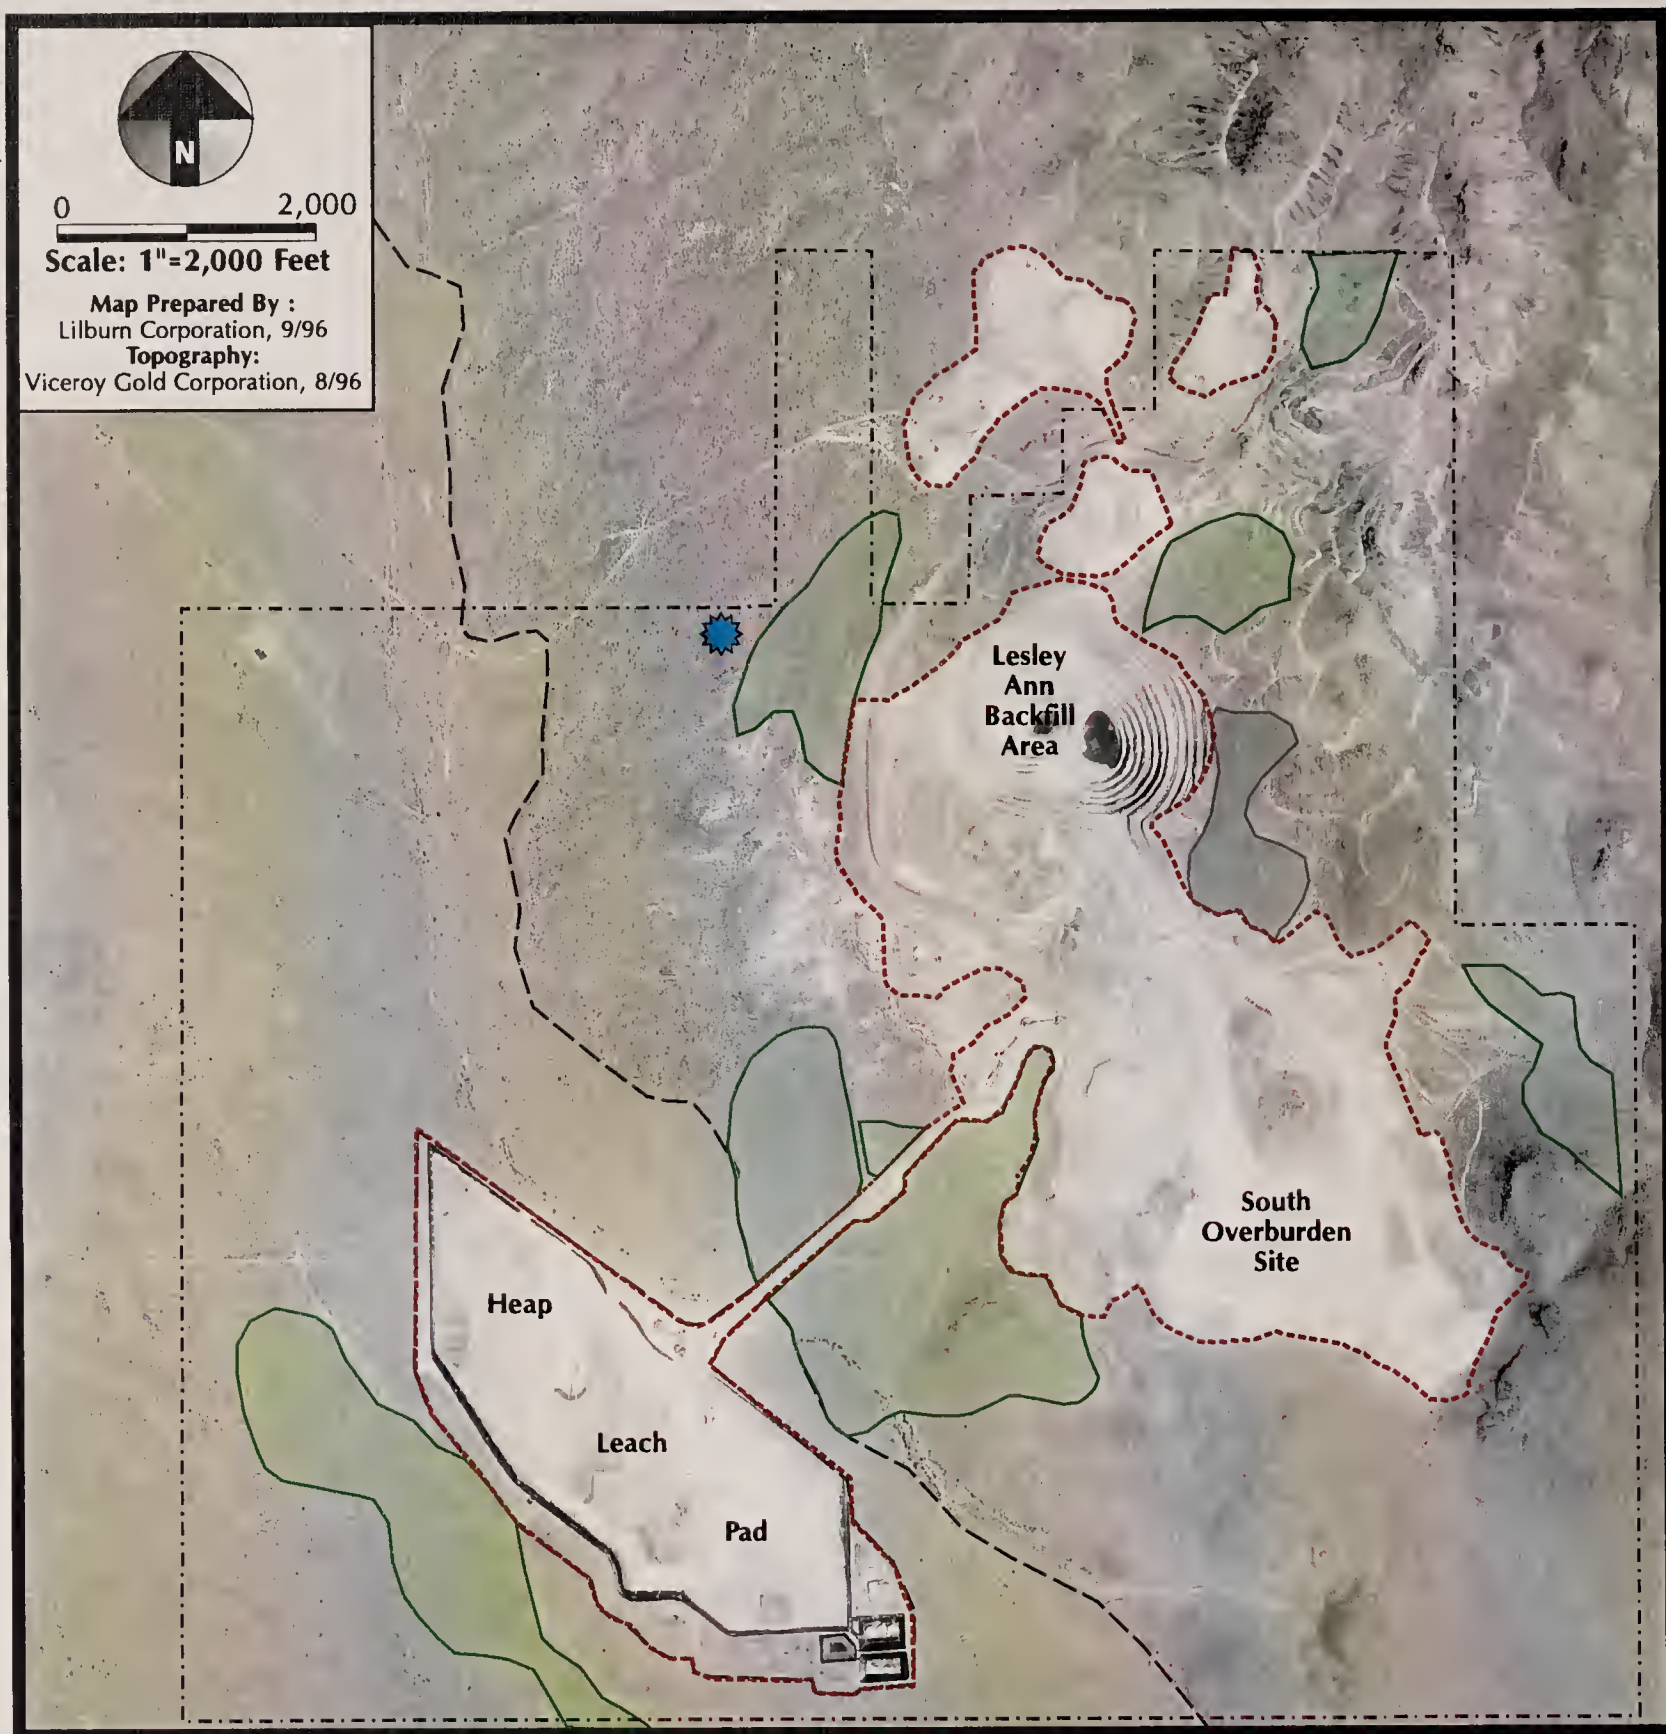 N
0 2,000
Scale: 1"=2,000 Feet
Map Prepared By :
Lilburn Corporation, 9/96
Topography:
Viceroy Gold Corporation, 8/96
Lesley
Ann
Backfill
Area
South
Overburden
Site
Heap
Leach
Pad